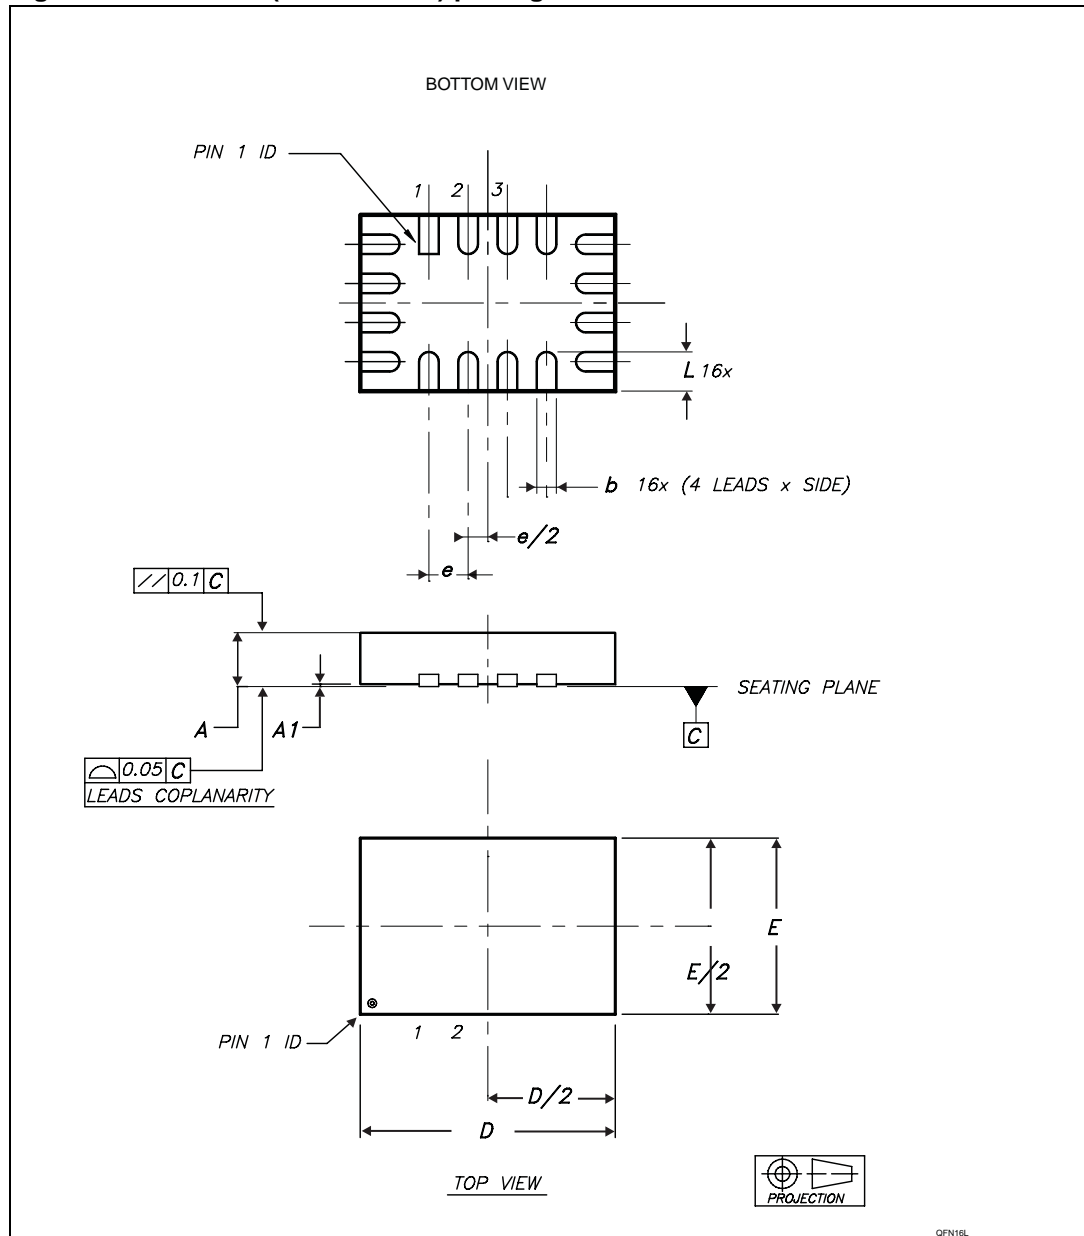 BOTTOM VIEW
PIN 1 ID
1 2 3
L 16x
b 16x (4 LEADS x SIDE)
e/2
e
// 0.1 C
SEATING PLANE
A A1
C
0.05 C
LEADS COPLANARITY
E
E/2
PIN 1 ID
1 2
D/2
D
TOP VIEW
PROJECTION
QFN16L